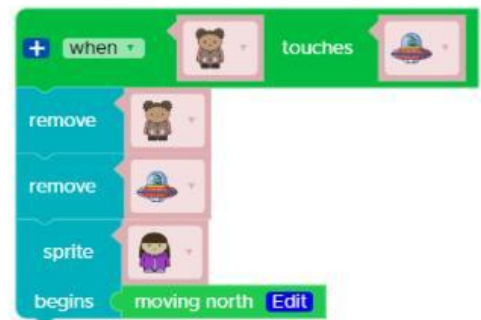 when touches
remove
remove
sprite
begins moving north Edit